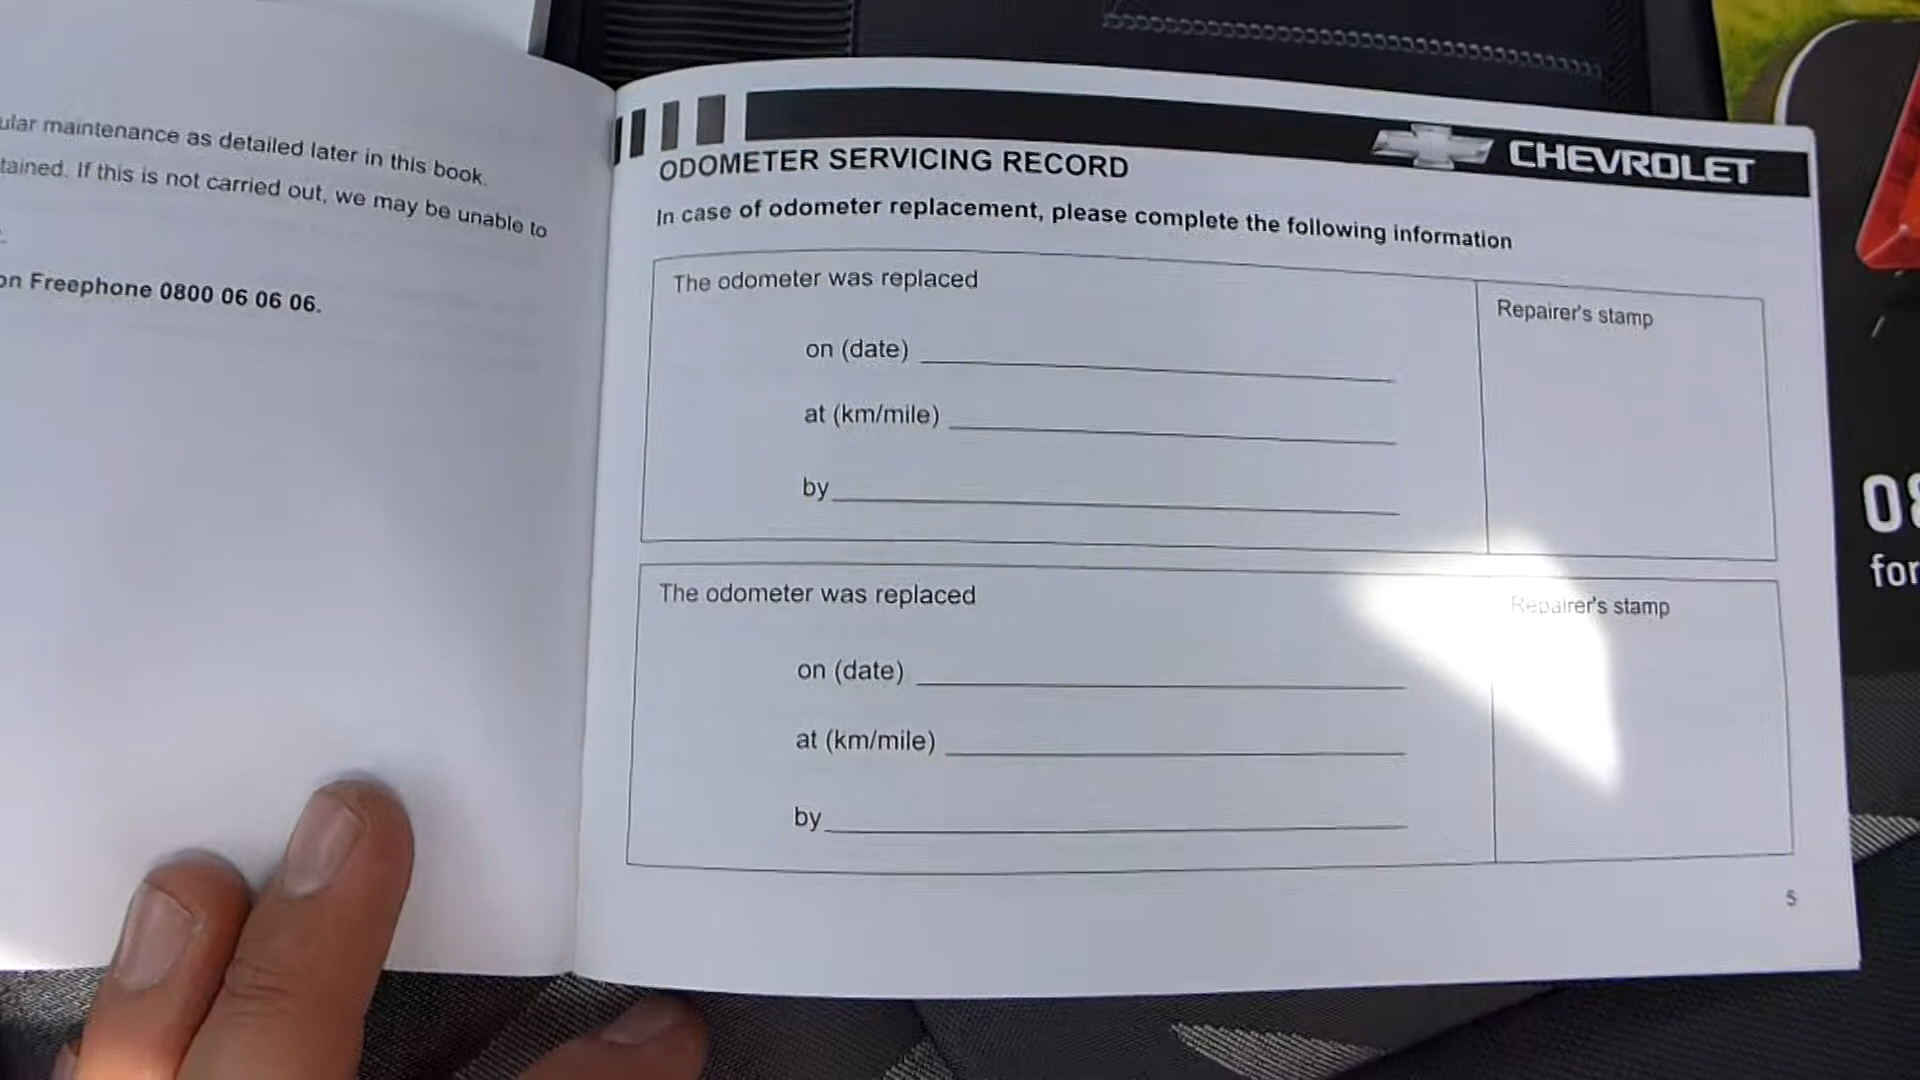 maintenance as detailed later in this book.
If this is not carried out, we may be unable to
on Freephone 0800 06 06 06.
CHEVROLET
ODOMETER SERVICING RECORD
In case of odometer replacement, please complete the following information
The odometer was replaced
Repairer's stamp
on (date)
at (km/mile)
by
The odometer was replaced
Repairer's stamp
on (date)
at (km/mile)
by
5
for